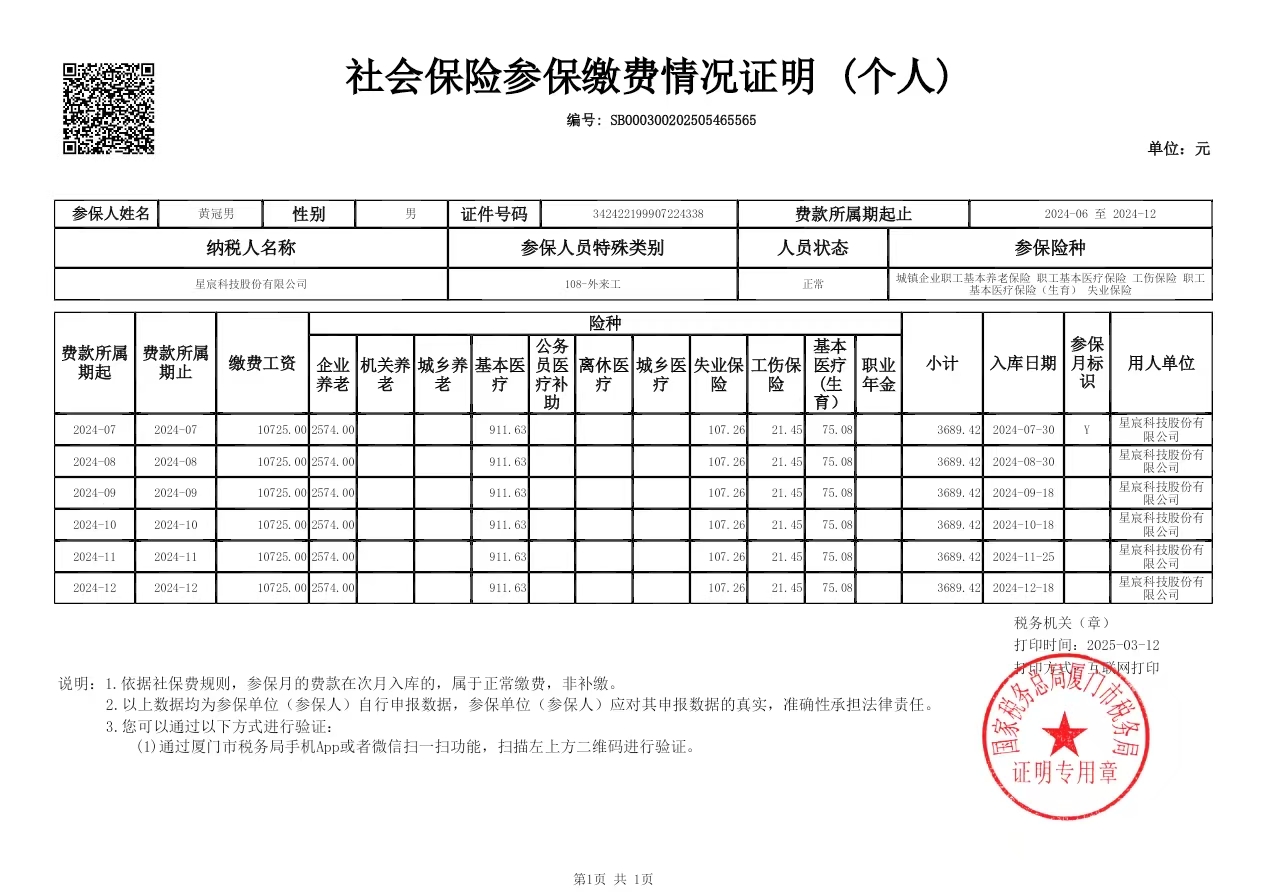 社会保险参保缴费情况证明 (个人)
编号: SB000300202505465565
单位: 元
参保人姓名 黄冠男 性别 男 证件号码 342422199907224338 费款所属期起止 2024-06 至 2024-12
纳税人名称 参保人员特殊类别 人员状态 参保险种
星宸科技股份有限公司 108-外来工 正常 城镇企业职工基本养老保险 职工基本医疗保险 工伤保险 职工
基本医疗保险（生育） 失业保险
费款所属期起 费款所属期止 缴费工资 险种 小计 入库日期 参保月标识 用人单位
企业养老 机关养老 城乡养老 基本医疗 公务员医疗补助 离休医疗 城乡医疗 失业保险 工伤保险 基本医疗(生育） 职业年金
2024-07 2024-07 10725.00 2574.00 911.63 107.26 21.45 75.08 3689.42 2024-07-30 Y 星宸科技股份有限公司
2024-08 2024-08 10725.00 2574.00 911.63 107.26 21.45 75.08 3689.42 2024-08-30 星宸科技股份有限公司
2024-09 2024-09 10725.00 2574.00 911.63 107.26 21.45 75.08 3689.42 2024-09-18 星宸科技股份有限公司
2024-10 2024-10 10725.00 2574.00 911.63 107.26 21.45 75.08 3689.42 2024-10-18 星宸科技股份有限公司
2024-11 2024-11 10725.00 2574.00 911.63 107.26 21.45 75.08 3689.42 2024-11-25 星宸科技股份有限公司
2024-12 2024-12 10725.00 2574.00 911.63 107.26 21.45 75.08 3689.42 2024-12-18 星宸科技股份有限公司
税务机关（章）
打印时间: 2025-03-12
打印方式: 互联网打印
国家税务总局厦门市税务局
证明专用章
说明: 1.依据社保费规则, 参保月的费款在次月入库的, 属于正常缴费, 非补缴。
2.以上数据均为参保单位（参保人）自行申报数据, 参保单位（参保人）应对其申报数据的真实, 准确性承担法律责任。
3.您可以通过以下方式进行验证:
(1)通过厦门市税务局手机App或者微信扫一扫功能, 扫描左上方二维码进行验证。
第1页 共 1页